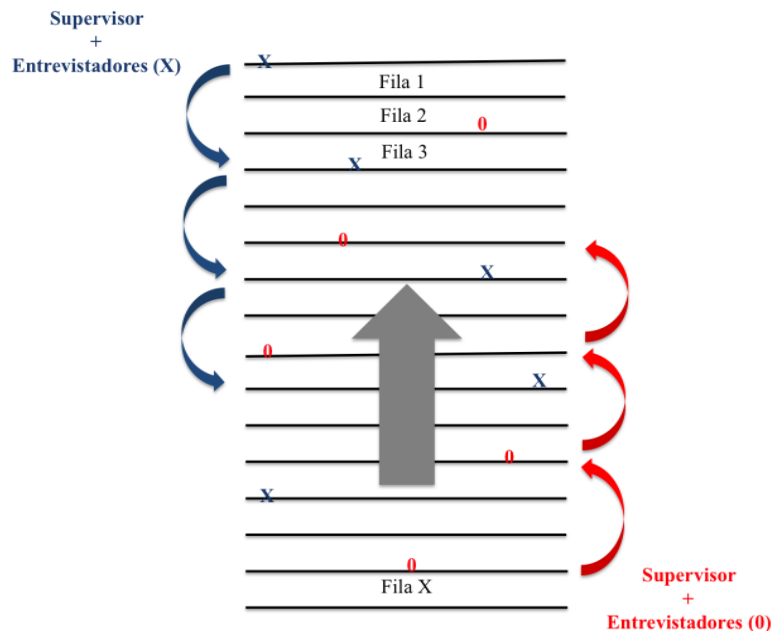 Supervisor
+
Entrevistadores (X)
X
Fila 1
Fila 2
0
Fila 3
X
0
X
0
X
0
X
0
Fila X
Supervisor
+
Entrevistadores (0)